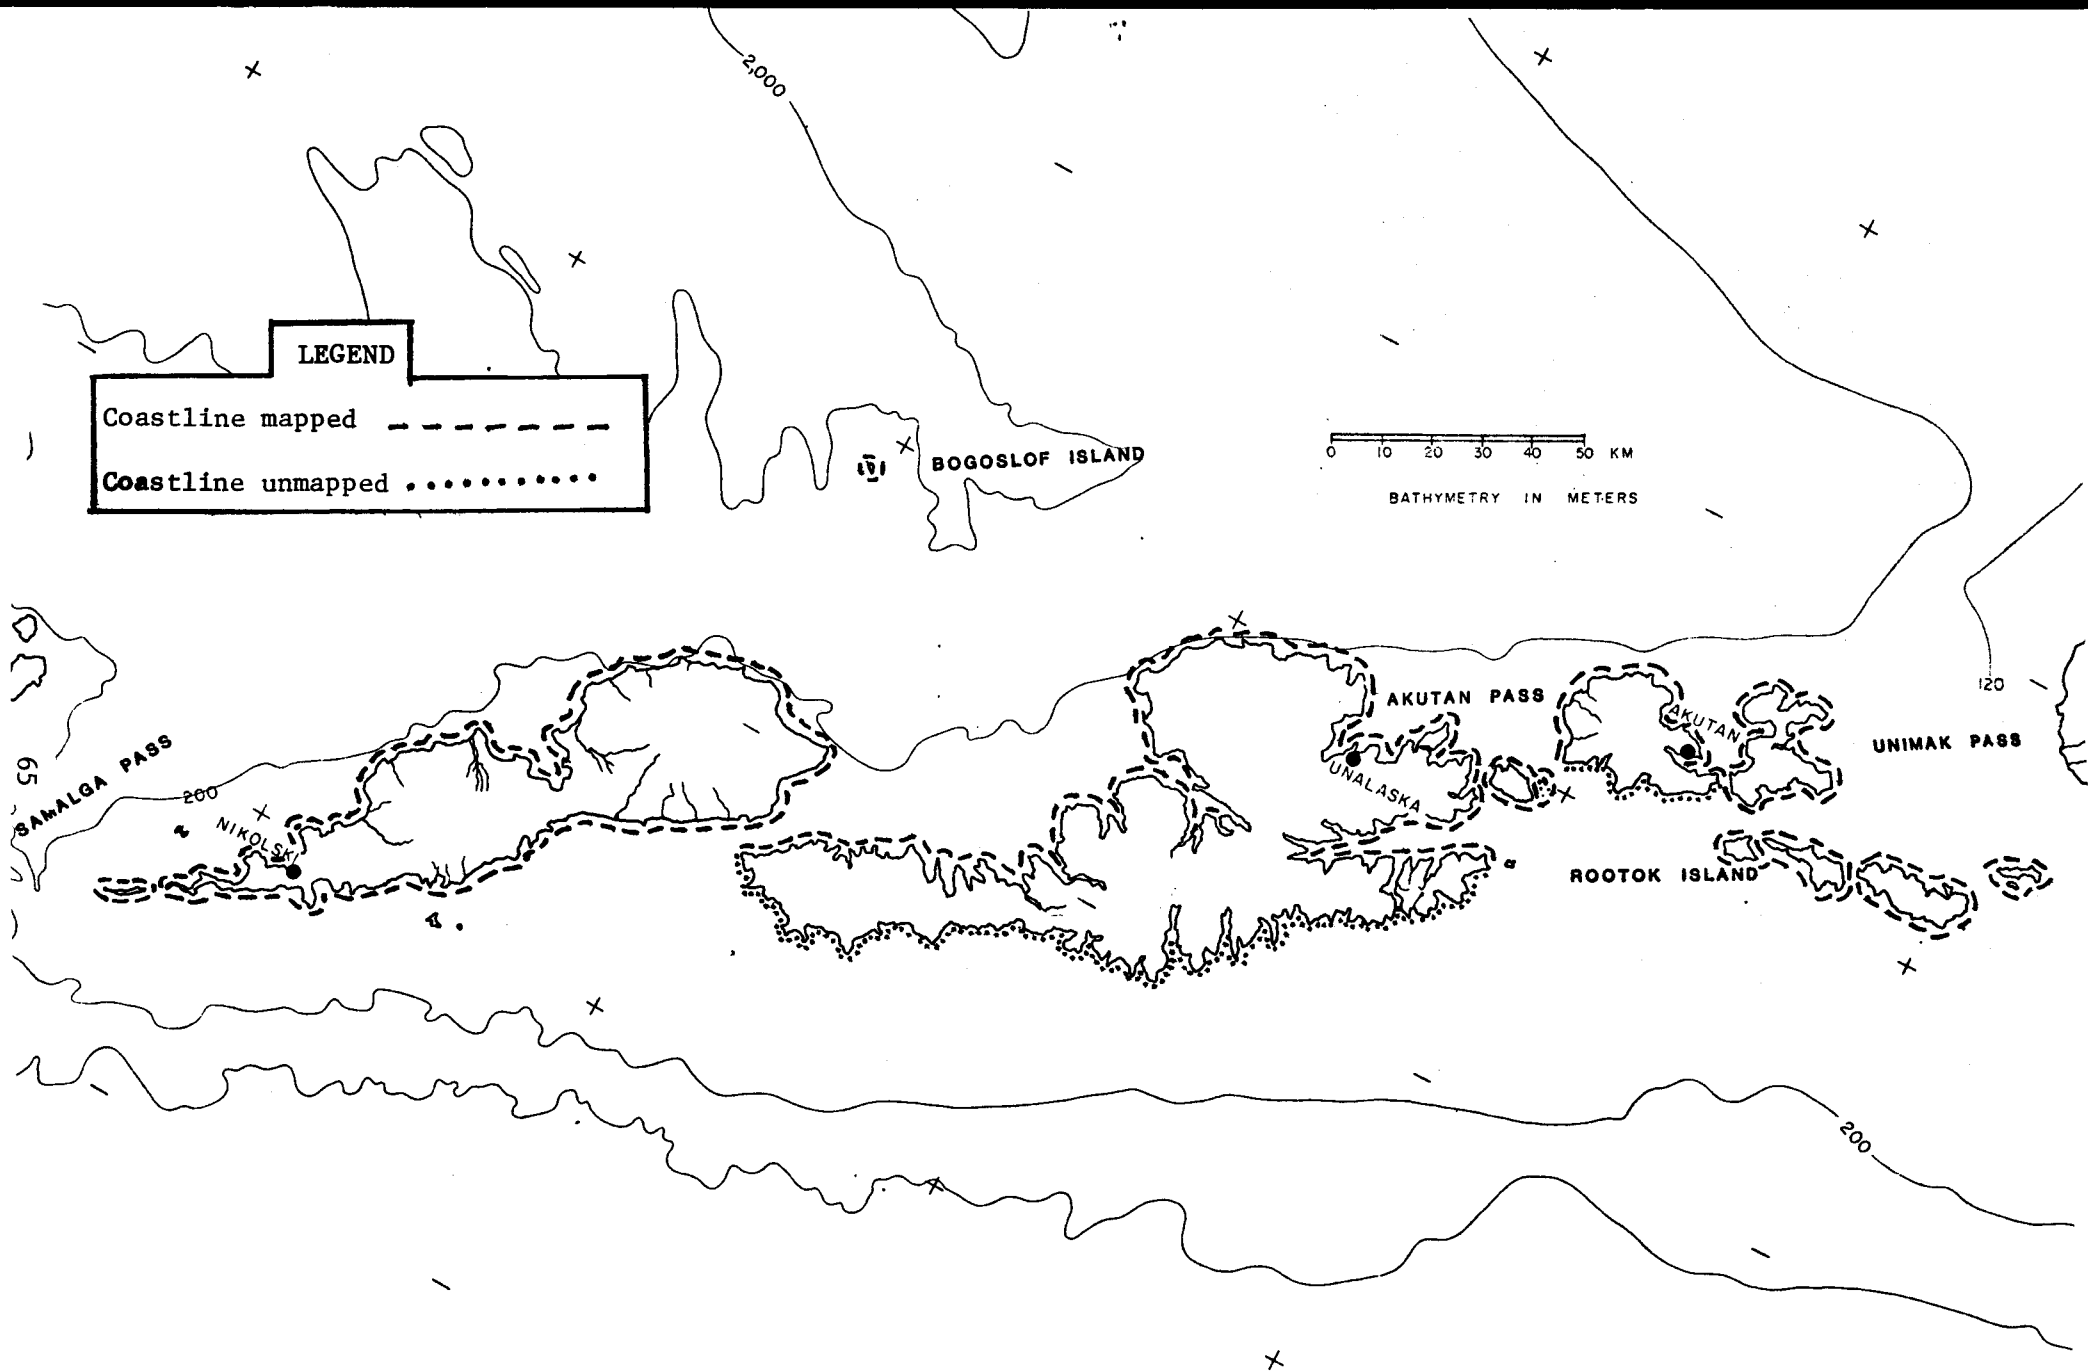 2,000
LEGEND
Coastline mapped
Coastline unmapped
BOGOSLOF ISLAND
0 10 20 30 40 50 KM
BATHYMETRY IN METERS
120
AKUTAN PASS
AKUTAN
UNIMAK PASS
SAMALGA PASS
65
200
NIKOLSKI
UNALASKA
ROOTOK ISLAND
200